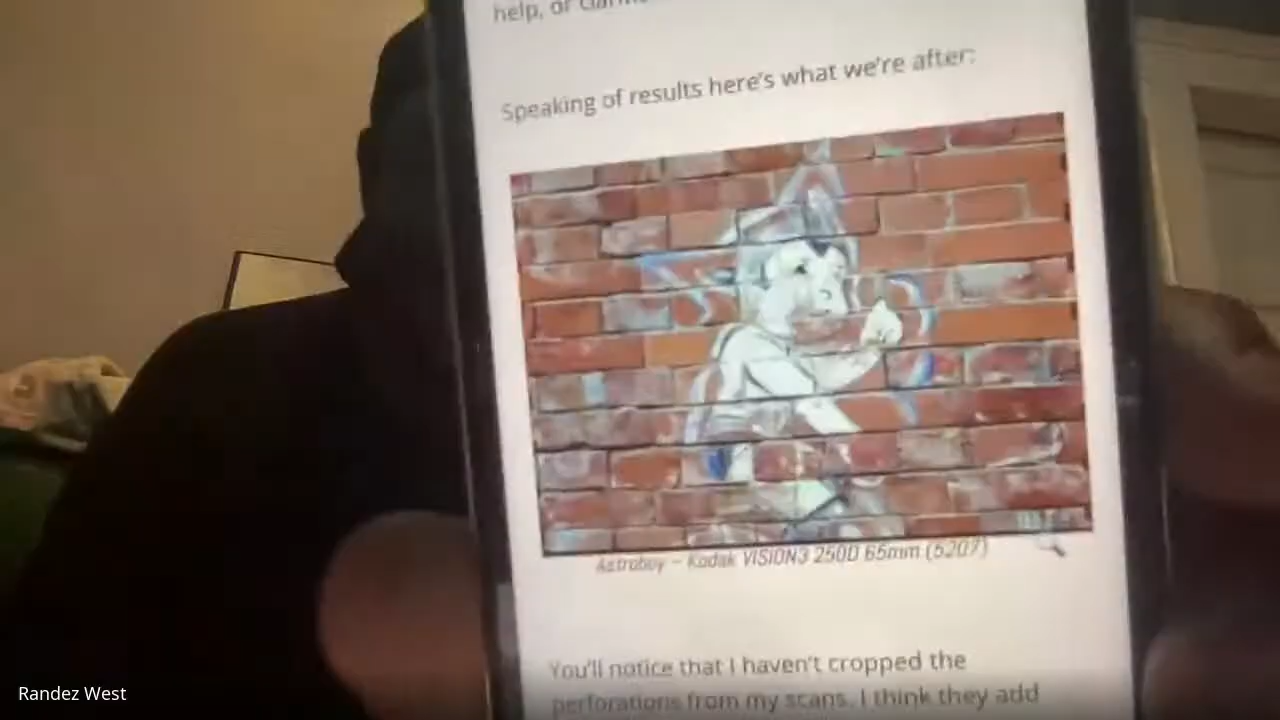 help, or
Speaking of results here's what we're after:
Astroboy – Kodak VISION3 250D 65mm (5207)
You'll notice that I haven't cropped the
perforations from my scans. I think they add
Randez West